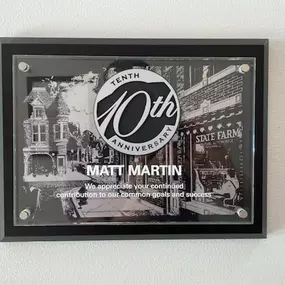 TENTH
10th
ANNIVERSARY
STATE FARM
MATT MARTIN
We appreciate your continued
contribution to our common goals and success